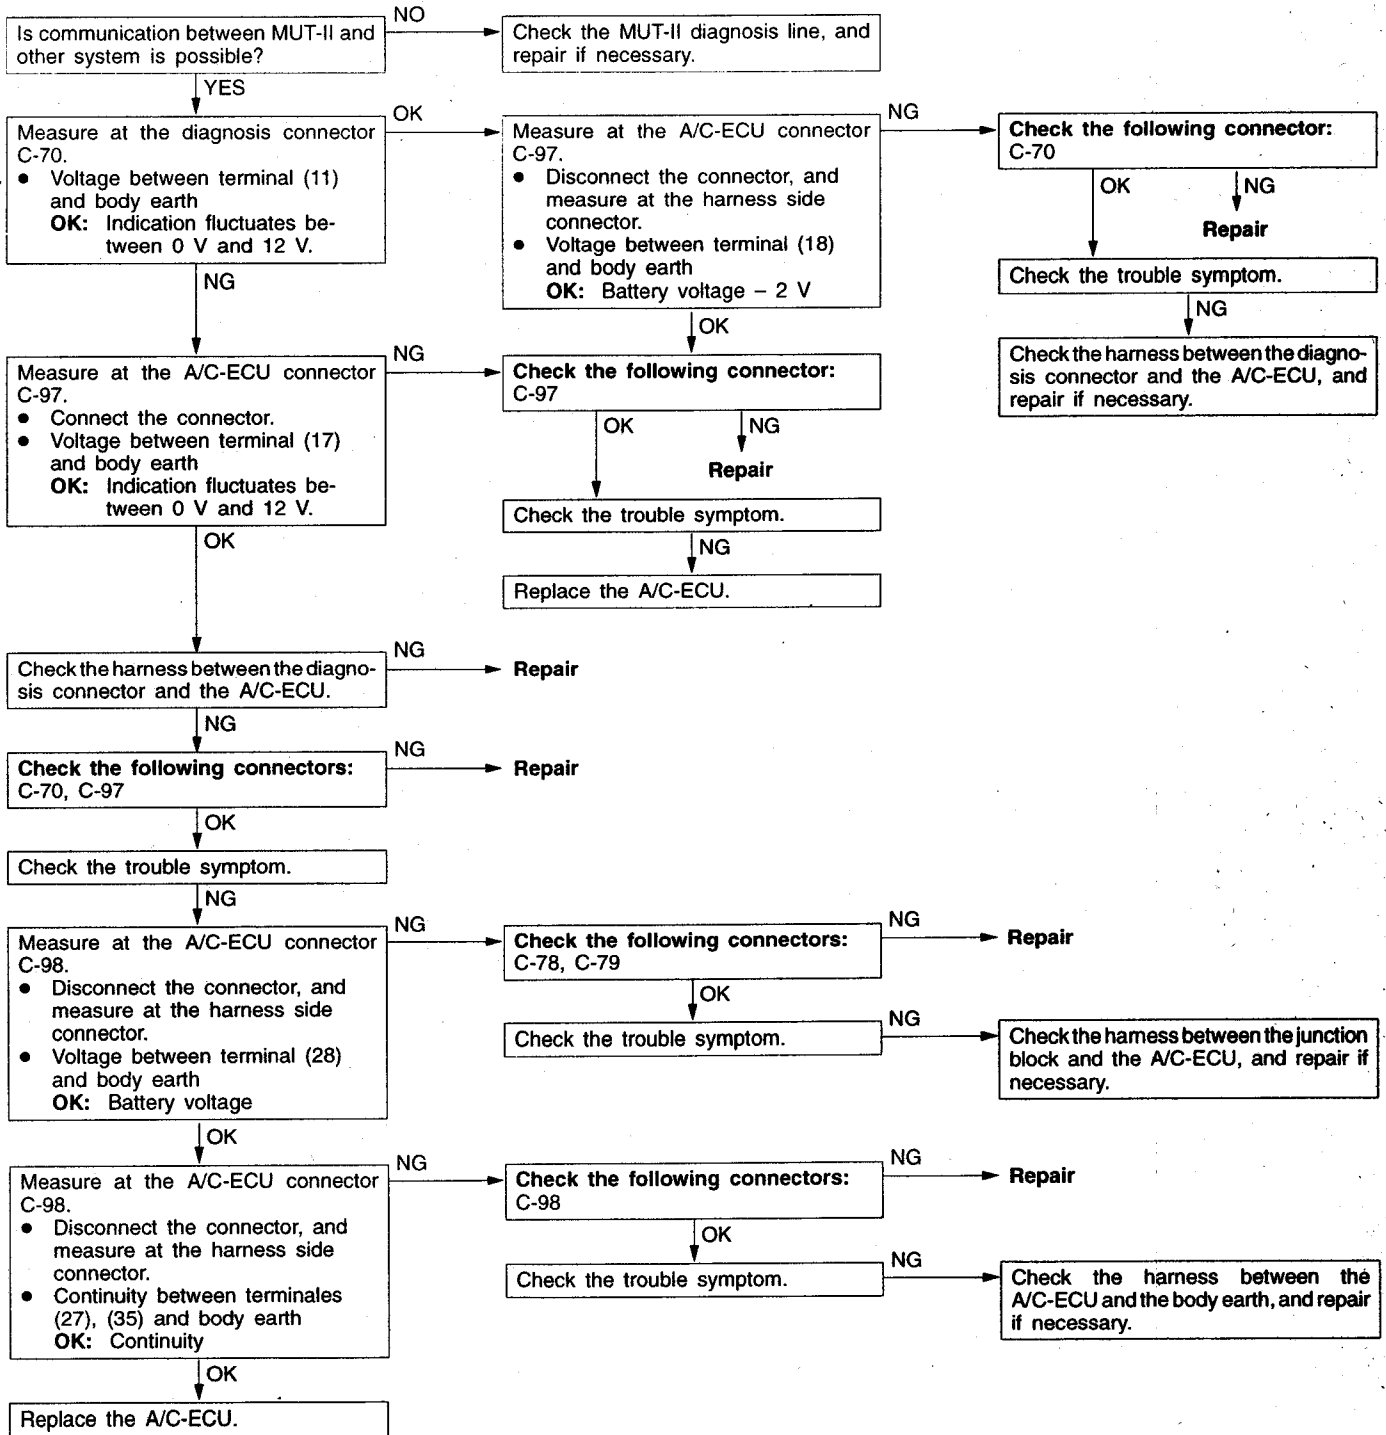 Is communication between MUT-II and
other system is possible?
NO
Check the MUT-II diagnosis line, and
repair if necessary.
YES
Measure at the diagnosis connector
C-70.
● Voltage between terminal (11)
and body earth
OK: Indication fluctuates be-
tween 0 V and 12 V.
OK
Measure at the A/C-ECU connector
C-97.
● Disconnect the connector, and
measure at the harness side
connector.
● Voltage between terminal (18)
and body earth
OK: Battery voltage – 2 V
NG
Check the following connector:
C-70
OK
NG
Repair
Check the trouble symptom.
NG
Check the harness between the diagno-
sis connector and the A/C-ECU, and
repair if necessary.
NG
OK
Measure at the A/C-ECU connector
C-97.
● Connect the connector.
● Voltage between terminal (17)
and body earth
OK: Indication fluctuates be-
tween 0 V and 12 V.
NG
Check the following connector:
C-97
OK
NG
Repair
Check the trouble symptom.
NG
Replace the A/C-ECU.
OK
Check the harness between the diagno-
sis connector and the A/C-ECU.
NG
Repair
NG
Check the following connectors:
C-70, C-97
NG
Repair
OK
Check the trouble symptom.
NG
Measure at the A/C-ECU connector
C-98.
● Disconnect the connector, and
measure at the harness side
connector.
● Voltage between terminal (28)
and body earth
OK: Battery voltage
NG
Check the following connectors:
C-78, C-79
NG
Repair
OK
Check the trouble symptom.
NG
Check the harness between the junction
block and the A/C-ECU, and repair if
necessary.
OK
Measure at the A/C-ECU connector
C-98.
● Disconnect the connector, and
measure at the harness side
connector.
● Continuity between terminales
(27), (35) and body earth
OK: Continuity
NG
Check the following connectors:
C-98
NG
Repair
OK
Check the trouble symptom.
NG
Check the harness between the
A/C-ECU and the body earth, and repair
if necessary.
OK
Replace the A/C-ECU.